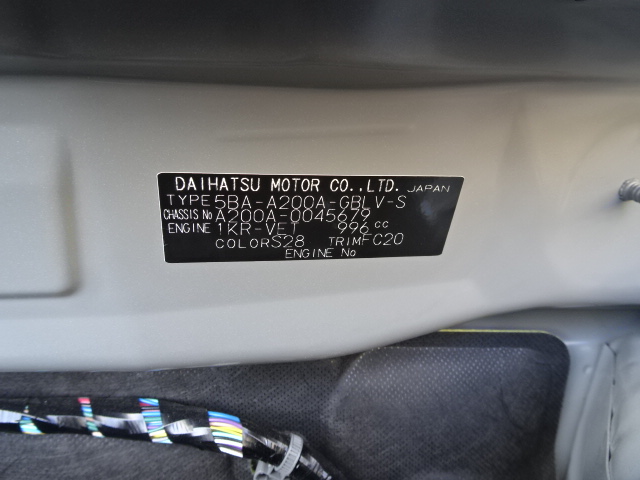 DAIHATSU MOTOR CO.,LTD. JAPAN
TYPE 5BA-A200A-GBLV-S
CHASSIS No A200A-0045679
ENGINE 1KR-VET 996 cc
COLOR S28 TRIM FC20
ENGINE No